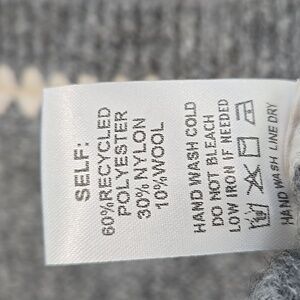 SELF:
60%RECYCLED
POLYESTER
30%NYLON
10%WOOL
HAND WASH COLD
DO NOT BLEACH
LOW IRON IF NEEDED
HAND WASH LINE DRY